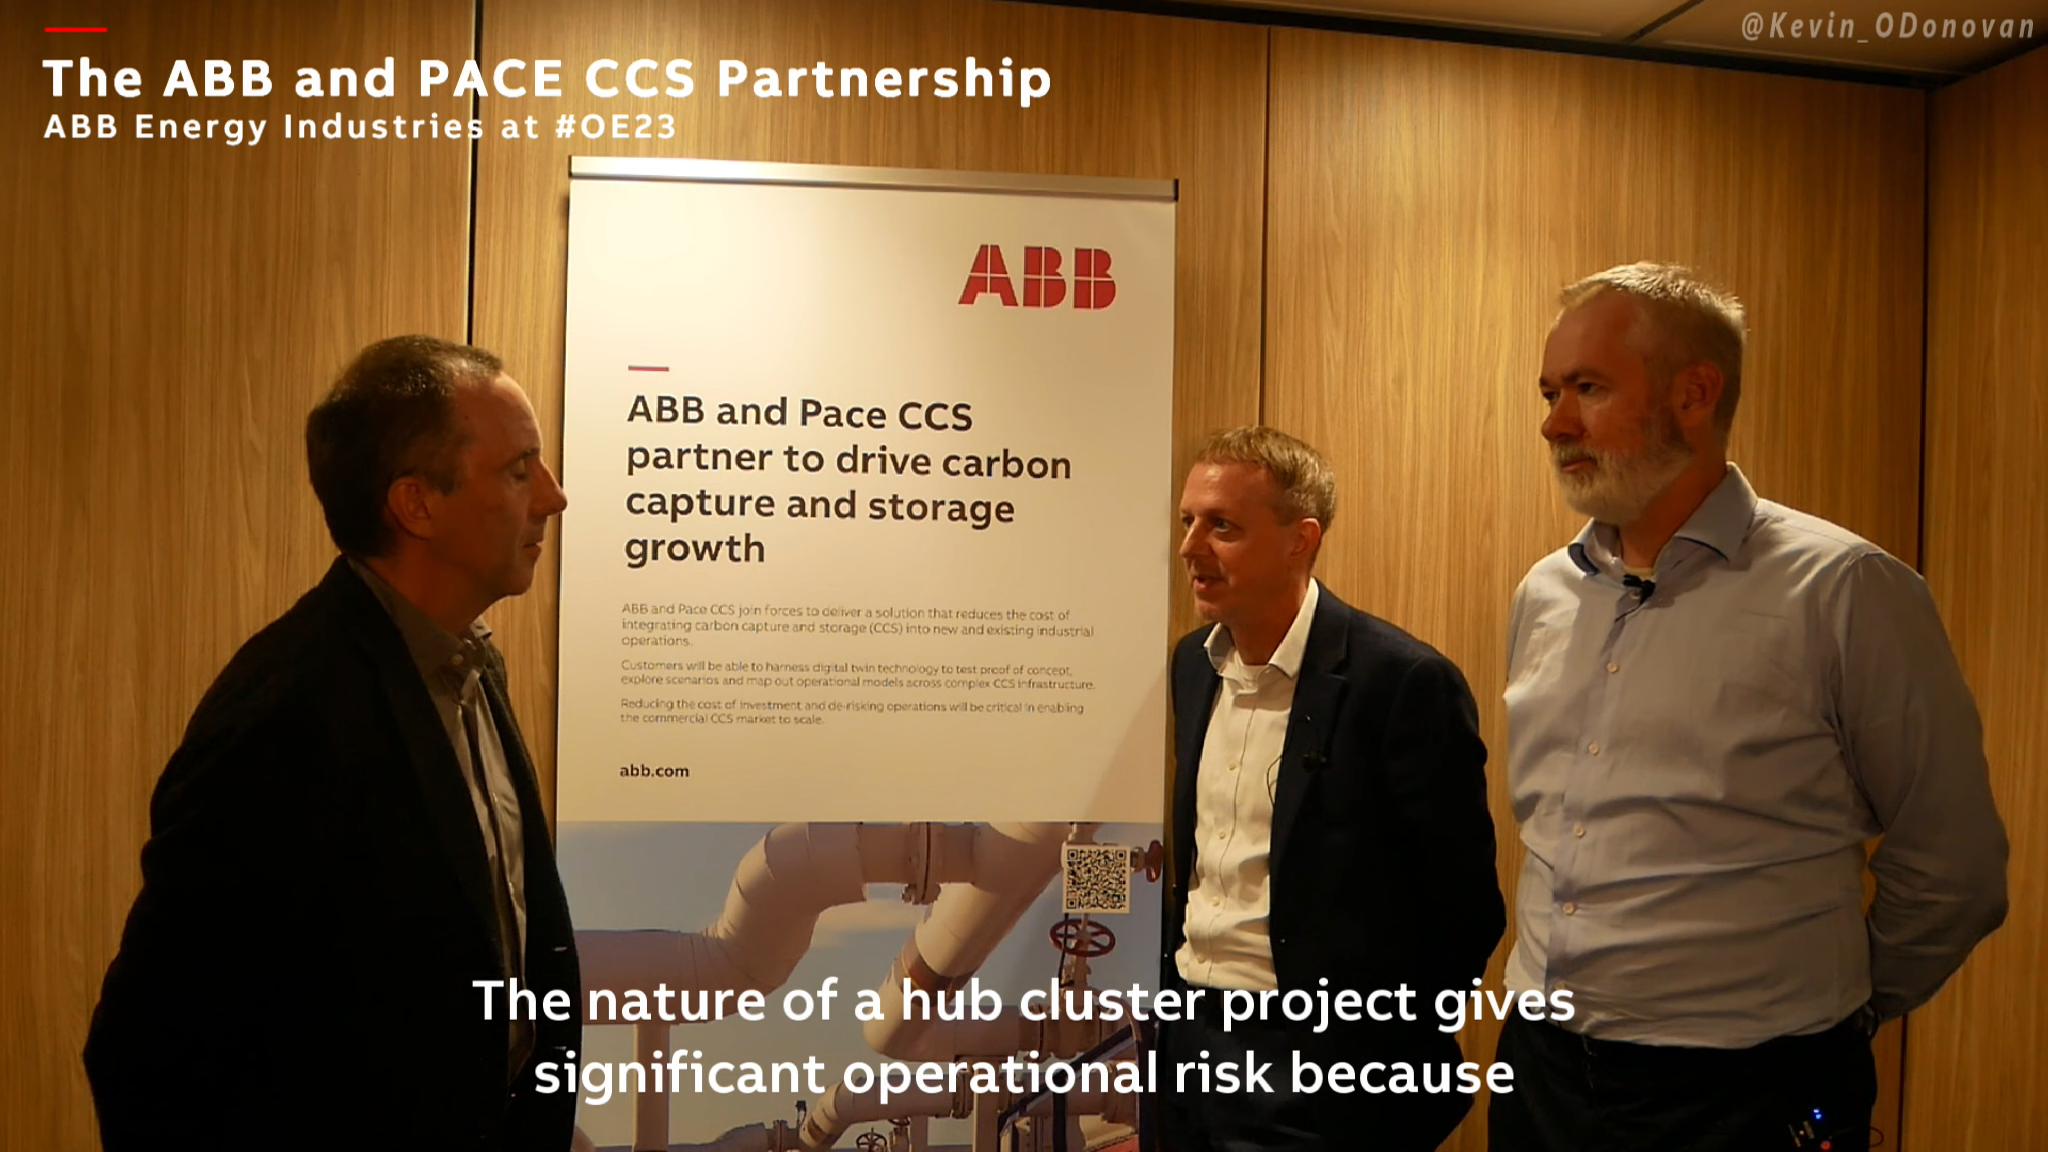 @Kevin_ODonovan
The ABB and PACE CCS Partnership
ABB Energy Industries at #OE23
ABB
ABB and Pace CCS
partner to drive carbon
capture and storage
growth
ABB and Pace CCS join forces to deliver a solution that reduces the cost of
integrating carbon capture and storage (CCS) into new and existing industrial
operations.
Customers will be able to harness digital twin technology to test proof of concept,
explore scenarios and map out operational models across complex CCS infrastructure.
Reducing the cost of investment and de-risking operations will be critical in enabling
the commercial CCS market to scale.
abb.com
The nature of a hub cluster project gives
significant operational risk because